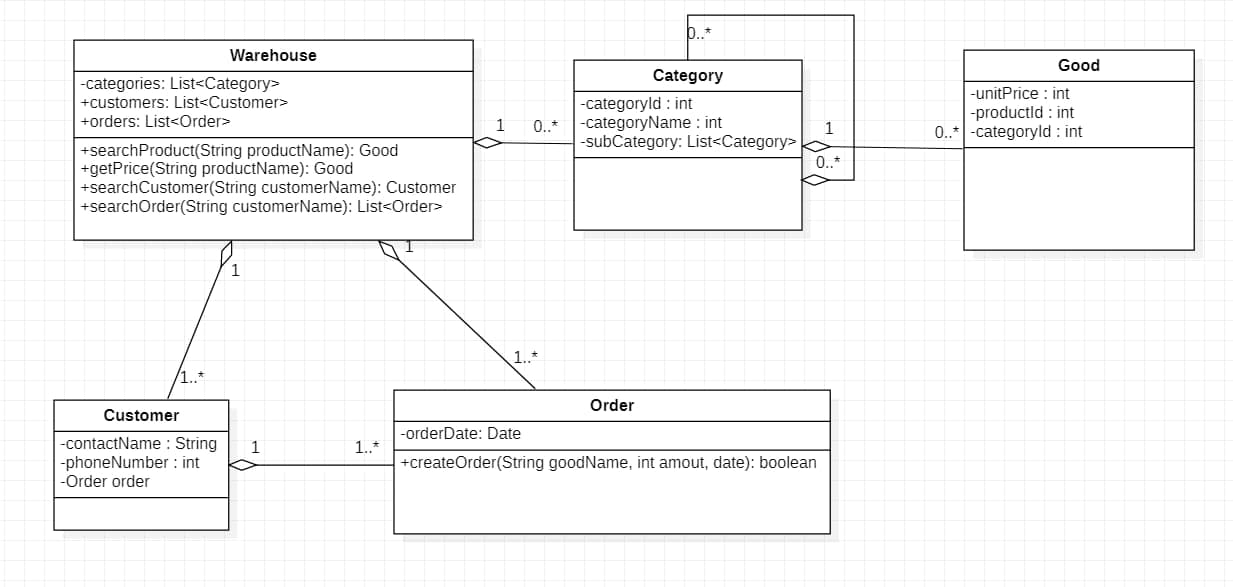 Warehouse
-categories: List<Category>
+customers: List<Customer>
+orders: List<Order>
+searchProduct(String productName): Good
+getPrice(String productName): Good
+searchCustomer(String customerName): Customer
+searchOrder(String customerName): List<Order>
1
0..*
0..*
Category
-categoryId : int
-categoryName : int
-subCategory: List<Category>
1
0..*
0..*
Good
-unitPrice : int
-productId : int
-categoryId : int
1
1
1..*
1..*
Customer
-contactName : String
-phoneNumber : int
-Order order
1
1..*
Order
-orderDate: Date
+createOrder(String goodName, int amout, date): boolean